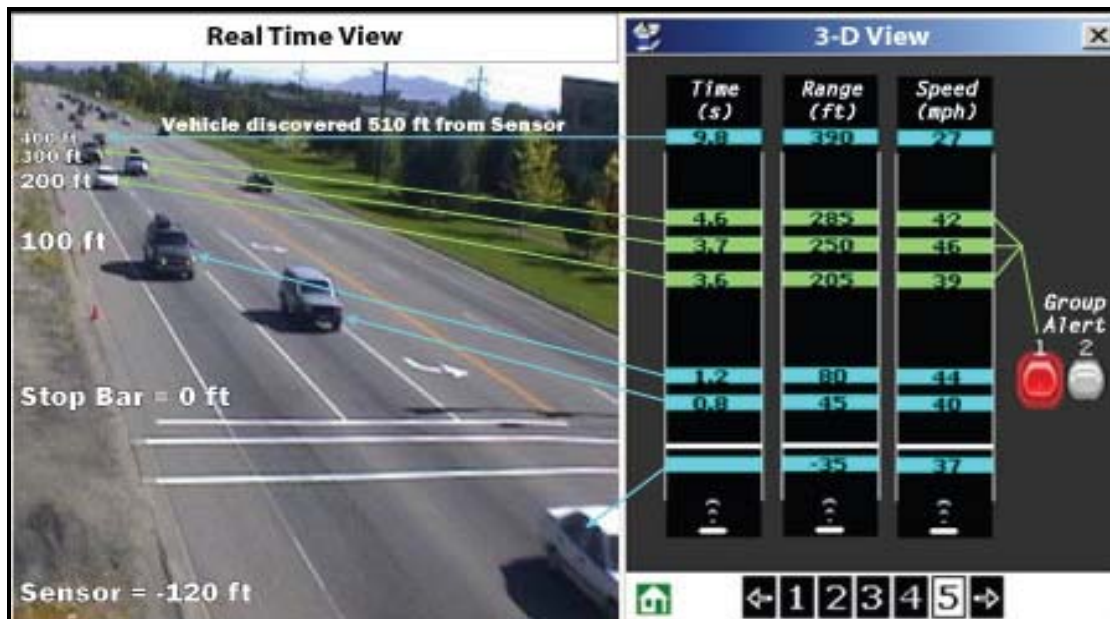 Real Time View
Vehicle discovered 510 ft from Sensor
400 ft
300 ft
200 ft
100 ft
Stop Bar = 0 ft
Sensor = -120 ft
3-D View
Time (s) Range (ft) Speed (mph)
9.8 390 27
4.6 285 42
3.7 250 46
3.6 205 39
1.2 80 44
0.8 45 40
-35 37
Group
Alert
1 2
1 2 3 4 5